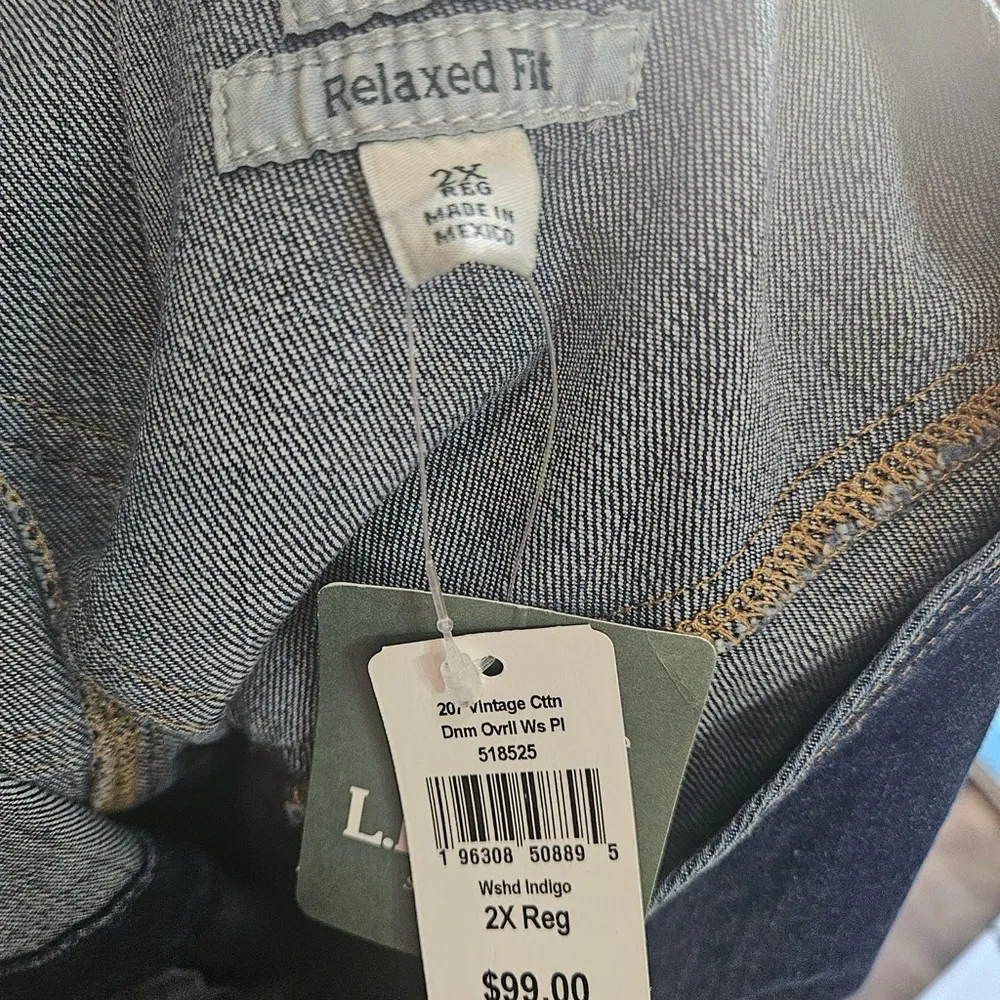 Relaxed Fit
2X
REG
MADE IN
MEXICO
Vintage Cttn
Dnm Ovrll Ws Pl
518525
1 96308 50889 5
Wshd Indigo
2X Reg
$99.00
L.